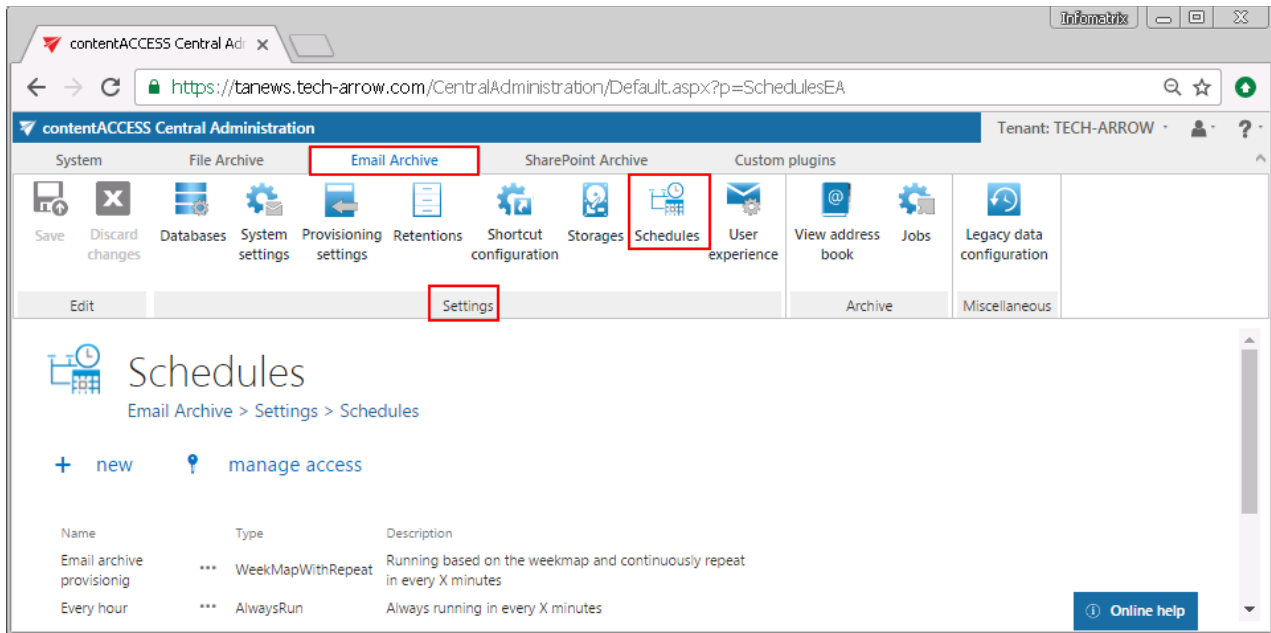 Infomatrix
contentACCESS Central Adr
https://tanews.tech-arrow.com/CentralAdministration/Default.aspx?p=SchedulesEA
contentACCESS Central Administration Tenant: TECH-ARROW ?
System File Archive Email Archive SharePoint Archive Custom plugins
Save Discard Databases System Provisioning Retentions Shortcut Storages Schedules User View address Jobs Legacy data
changes settings settings configuration experience book configuration
Edit Settings Archive Miscellaneous
Schedules
Email Archive > Settings > Schedules
+ new manage access
Name Type Description
Email archive ••• WeekMapWithRepeat Running based on the weekmap and continuously repeat
provisionig in every X minutes
Every hour ••• AlwaysRun Always running in every X minutes
Online help